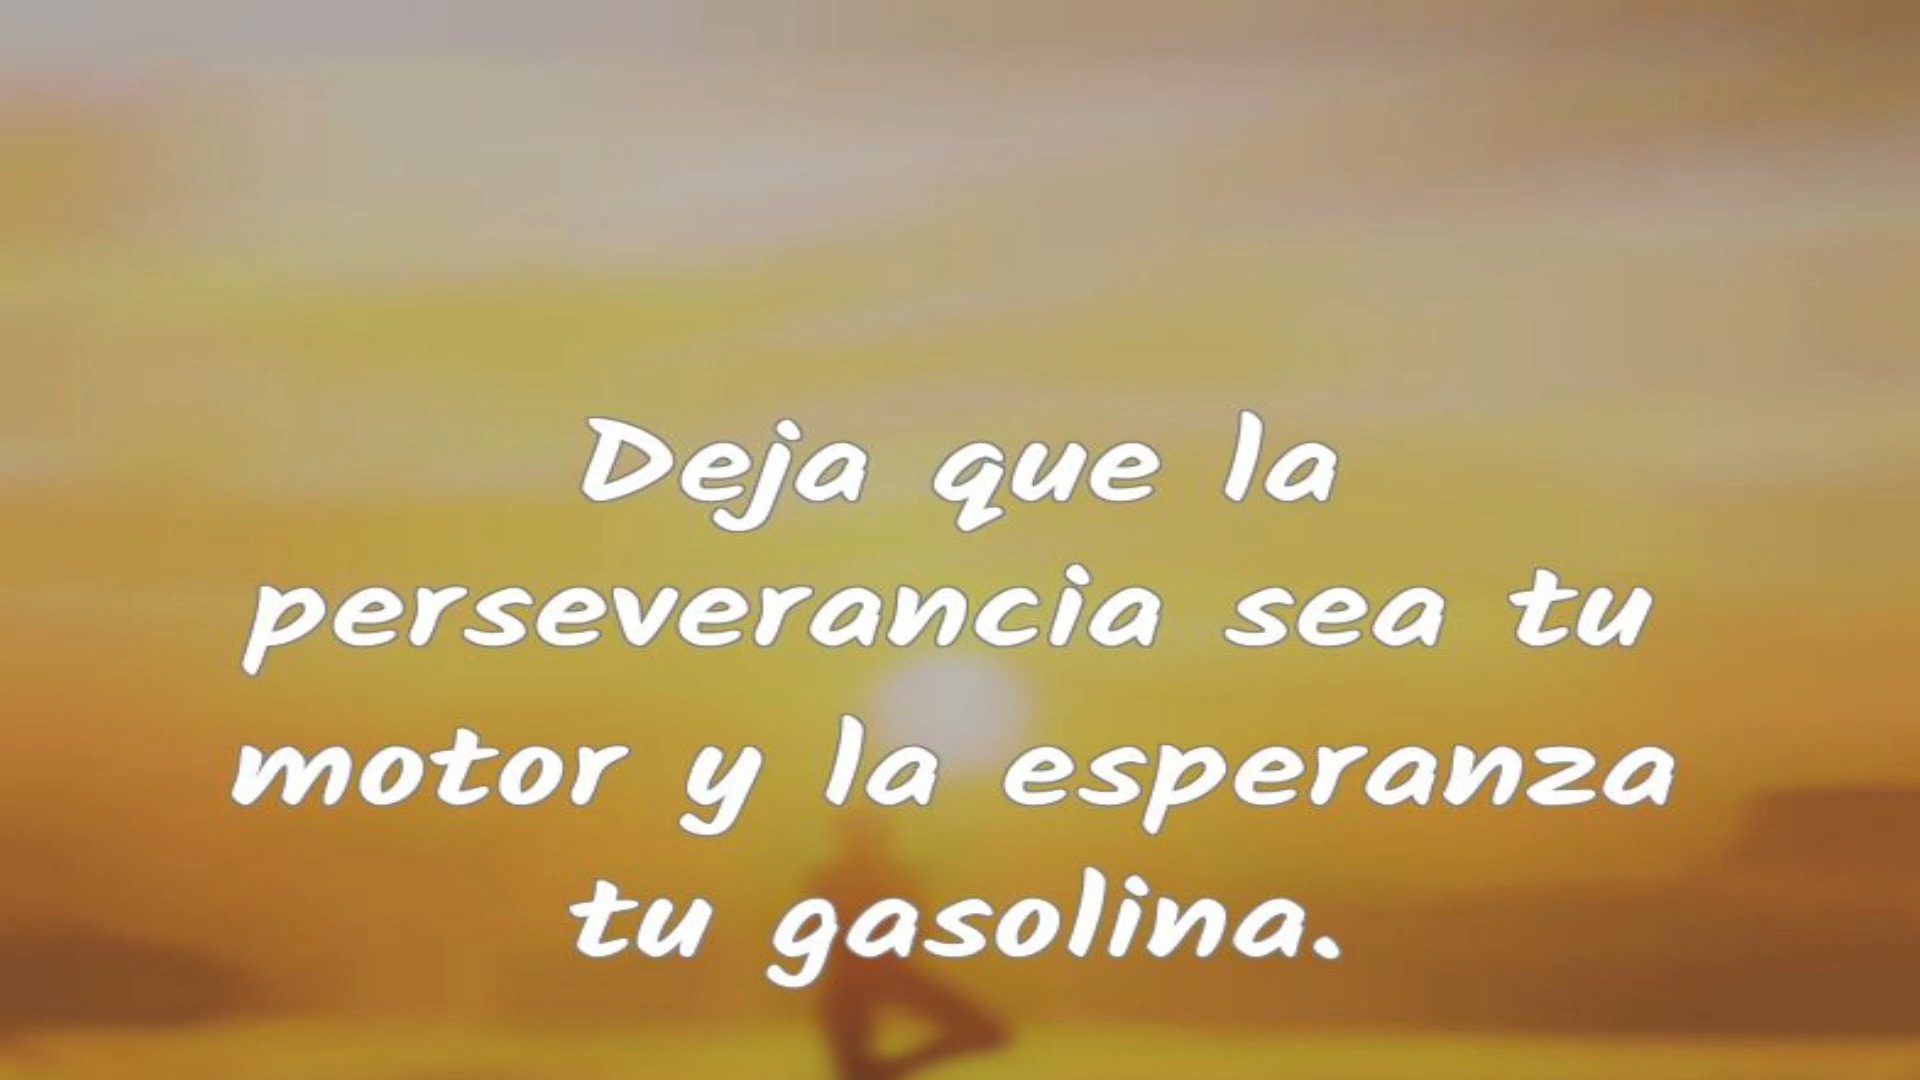 Deja que la
perseverancia sea tu
motor y la esperanza
tu gasolina.